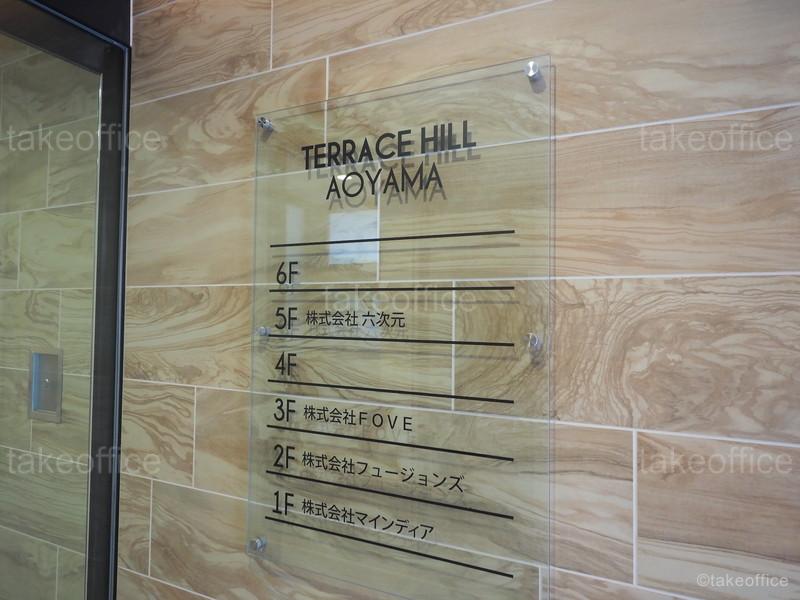 TERRACE HILL
AOYAMA
6F
5F 株式会社 六次元
4F
3F 株式会社FOVE
2F 株式会社フュージョンズ
1F 株式会社マインディア
takeoffice
takeoffice
takeoffice
takeoffice
takeoffice
©takeoffice